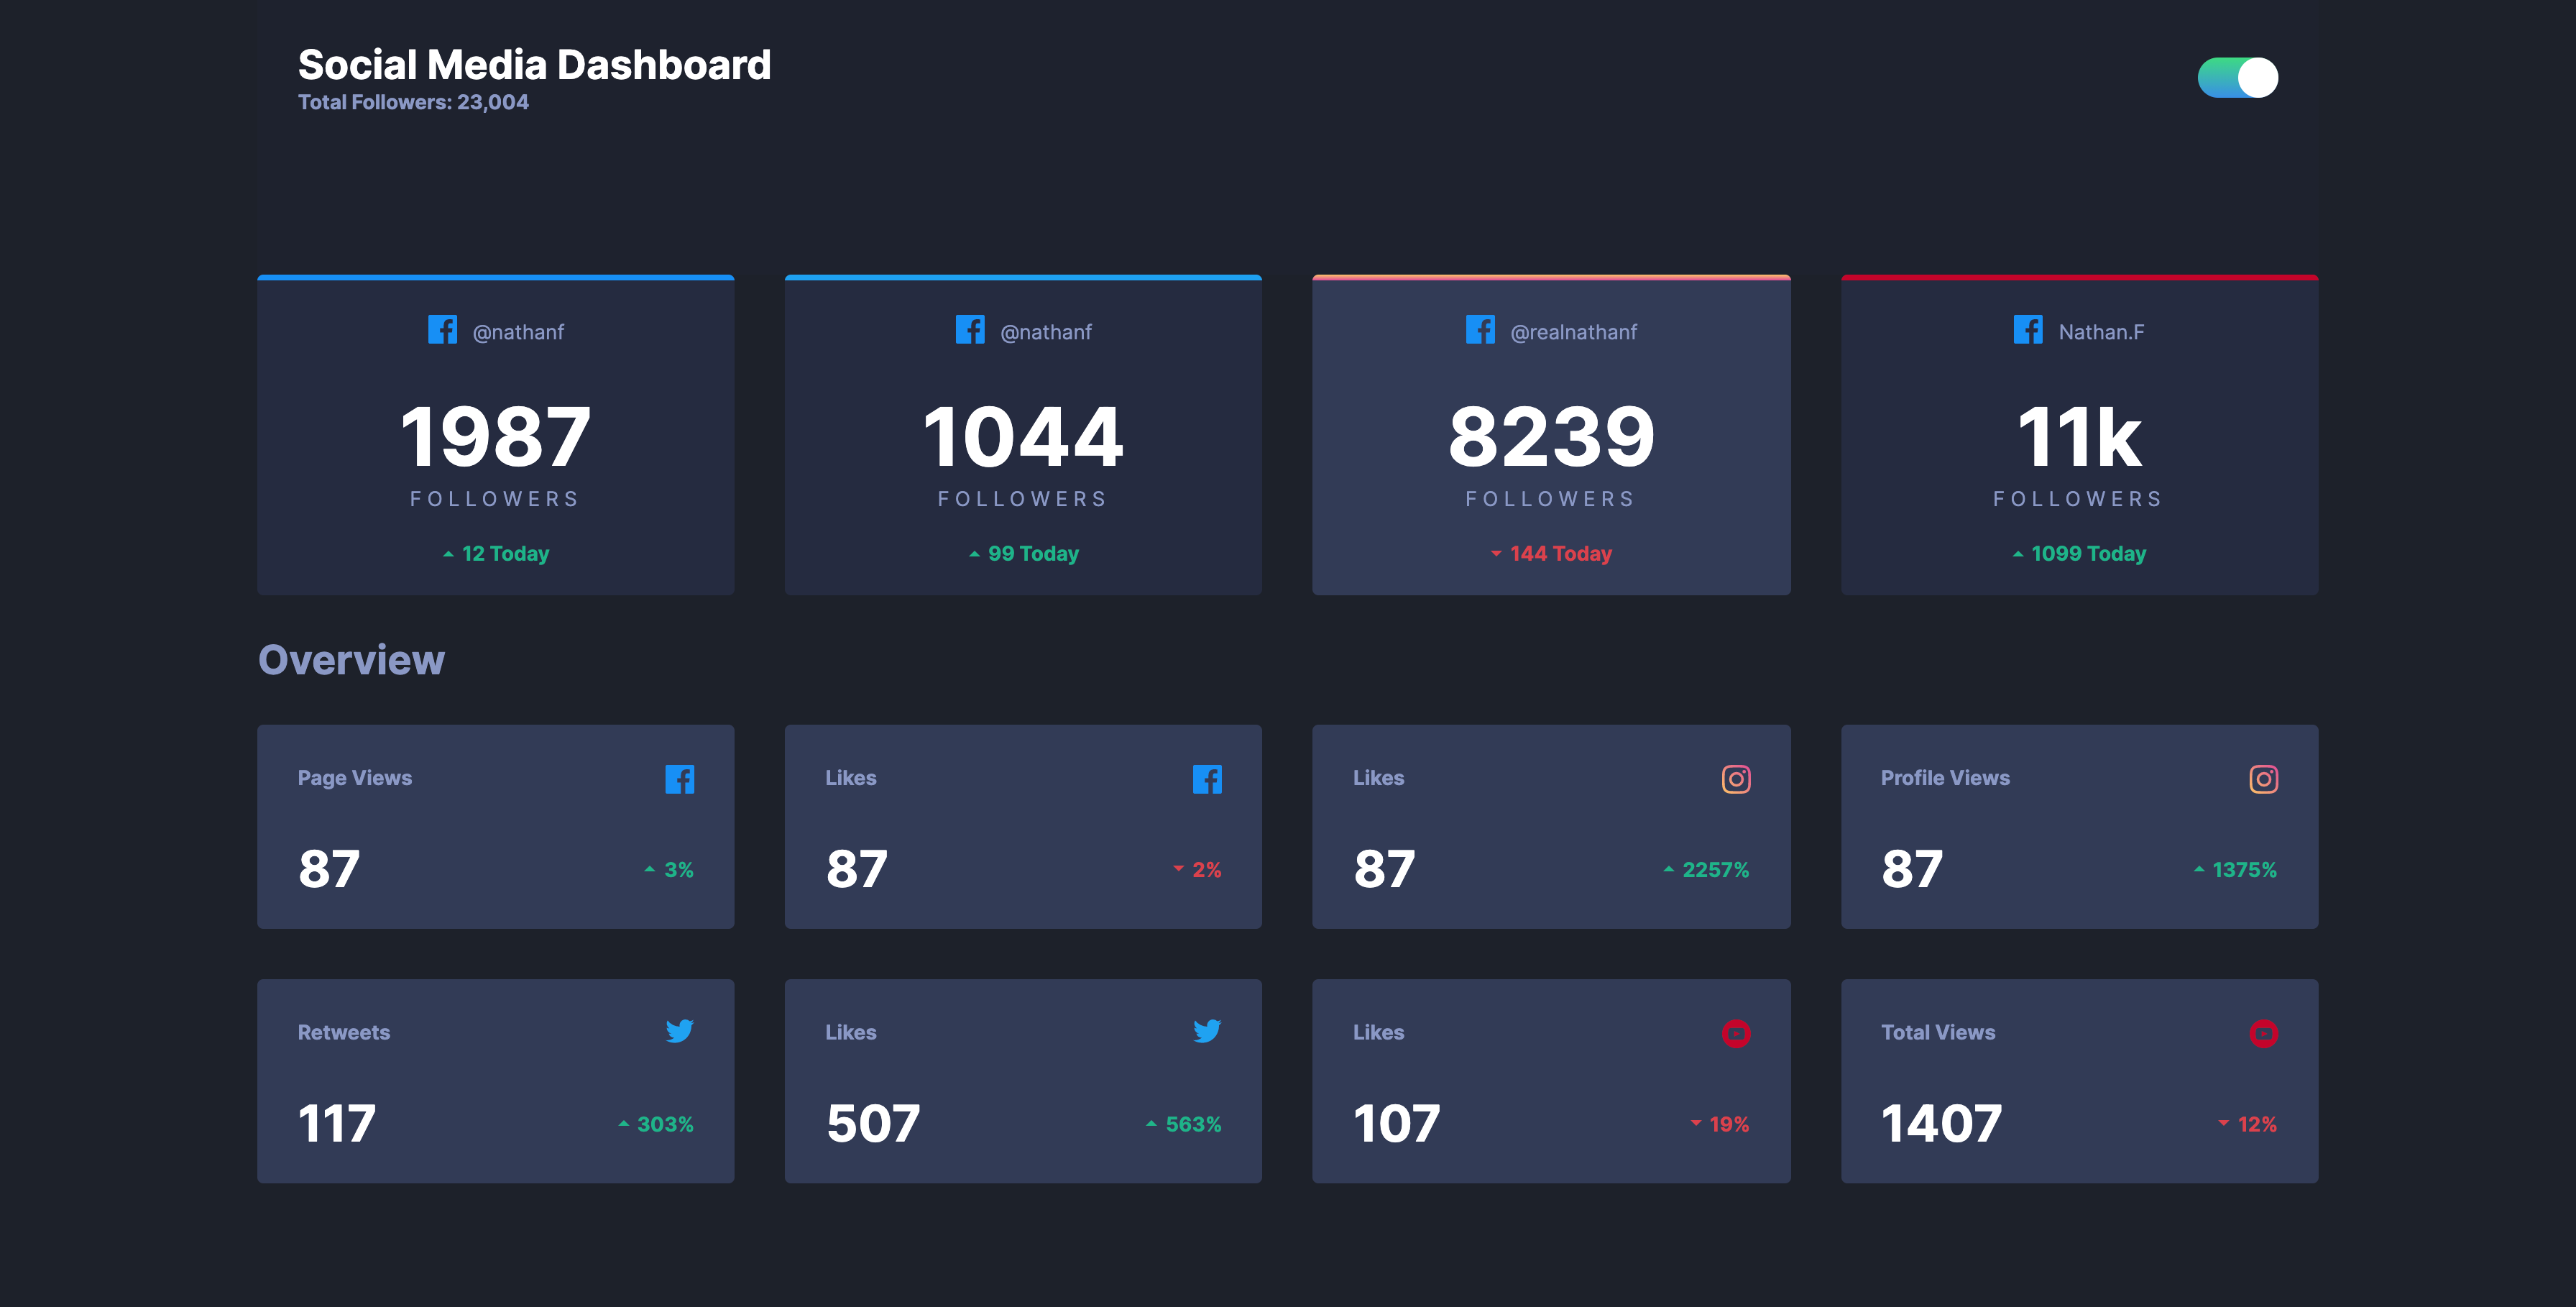 Social Media Dashboard
Total Followers: 23,004
@nathanf
1987
FOLLOWERS
12 Today
@nathanf
1044
FOLLOWERS
99 Today
@realnathanf
8239
FOLLOWERS
144 Today
Nathan.F
11k
FOLLOWERS
1099 Today
Overview
Page Views
87
3%
Likes
87
2%
Likes
87
2257%
Profile Views
87
1375%
Retweets
117
303%
Likes
507
563%
Likes
107
19%
Total Views
1407
12%